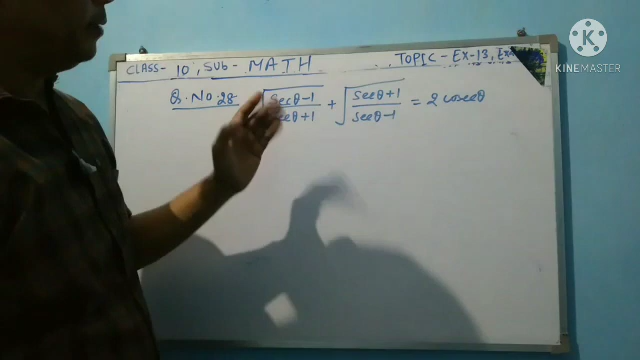 CLASS- 10, SUB- MATH TOPIC- EX-13, Ex
KINEMASTER
Q. No. 28 √(secθ-1)/(secθ+1) + √(secθ+1)/(secθ-1) = 2 cosecθ